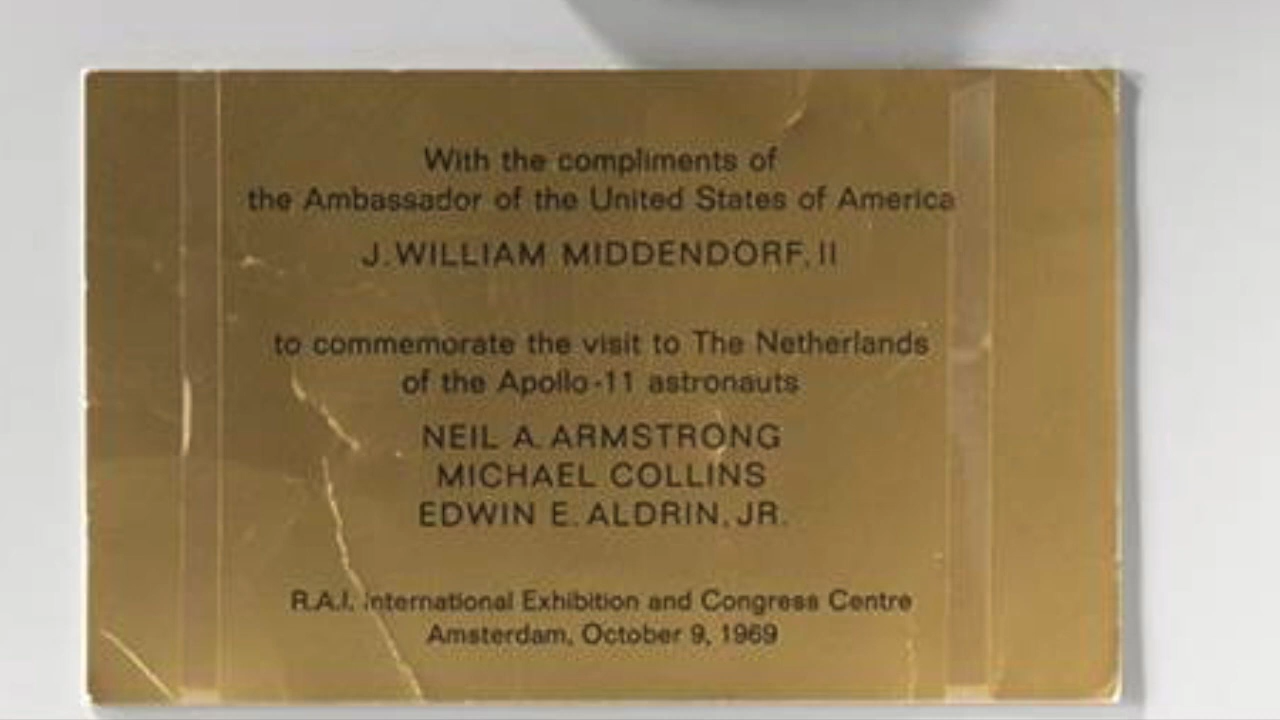 With the compliments of
the Ambassador of the United States of America
J. WILLIAM MIDDENDORF, II
to commemorate the visit to The Netherlands
of the Apollo-11 astronauts
NEIL A. ARMSTRONG
MICHAEL COLLINS
EDWIN E. ALDRIN, JR.
R.A.I. International Exhibition and Congress Centre
Amsterdam, October 9, 1969